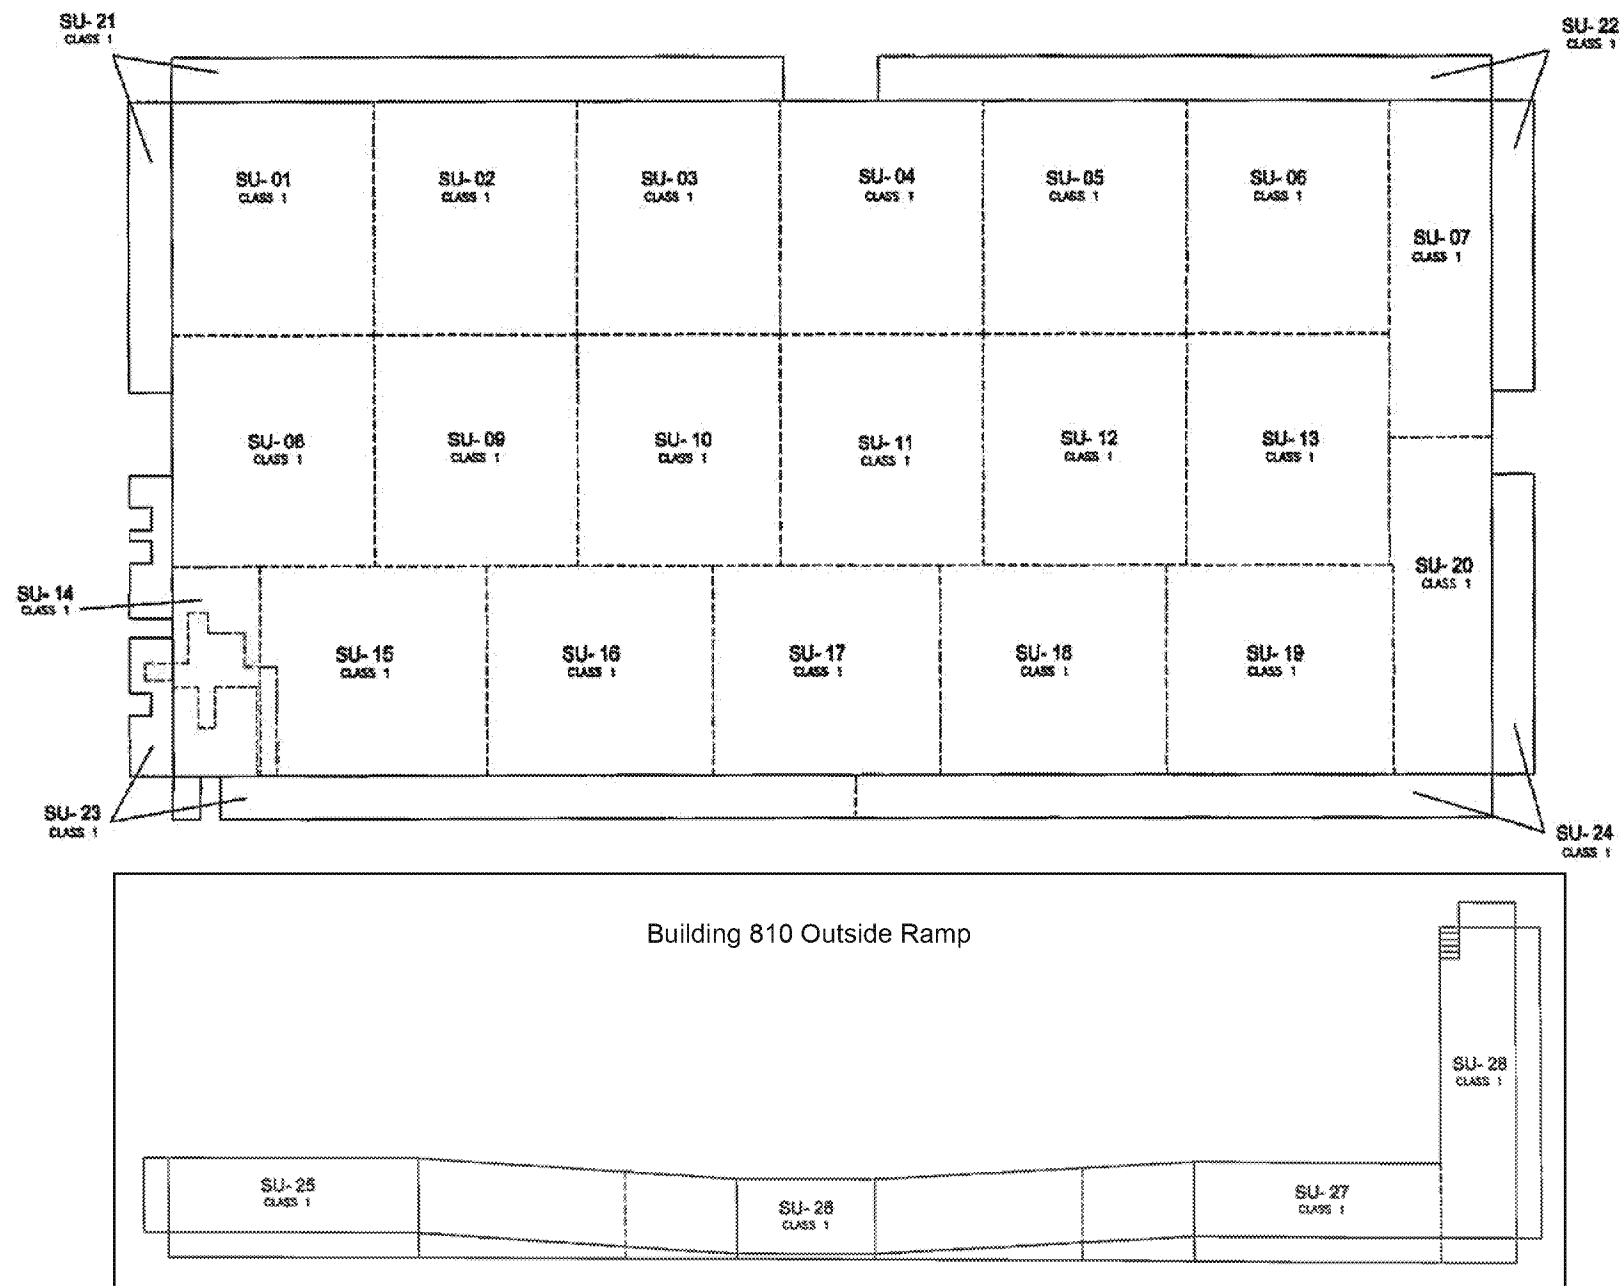 SU- 21
CLASS 1
SU- 22
CLASS 1
SU- 01
CLASS 1
SU- 02
CLASS 1
SU- 03
CLASS 1
SU- 04
CLASS 1
SU- 05
CLASS 1
SU- 06
CLASS 1
SU- 07
CLASS 1
SU- 08
CLASS 1
SU- 09
CLASS 1
SU- 10
CLASS 1
SU- 11
CLASS 1
SU- 12
CLASS 1
SU- 13
CLASS 1
SU- 14
CLASS 1
SU- 15
CLASS 1
SU- 16
CLASS 1
SU- 17
CLASS 1
SU- 18
CLASS 1
SU- 19
CLASS 1
SU- 20
CLASS 1
SU- 23
CLASS 1
SU- 24
CLASS 1
Building 810 Outside Ramp
SU- 28
CLASS 1
SU- 25
CLASS 1
SU- 26
CLASS 1
SU- 27
CLASS 1